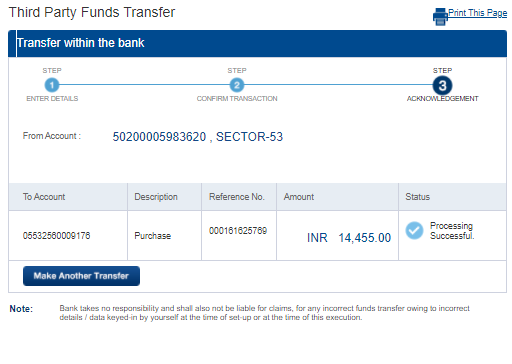 Third Party Funds Transfer
Print This Page
Transfer within the bank
STEP STEP STEP
1 2 3
ENTER DETAILS CONFIRM TRANSACTION ACKNOWLEDGEMENT
From Account : 50200005983620 , SECTOR-53
To Account Description Reference No. Amount Status
05532560009176 Purchase 000161625769 INR 14,455.00 Processing
Successful.
Make Another Transfer
Note: Bank takes no responsibility and shall also not be liable for claims, for any incorrect funds transfer owing to incorrect
details / data keyed-in by yourself at the time of set-up or at the time of this execution.